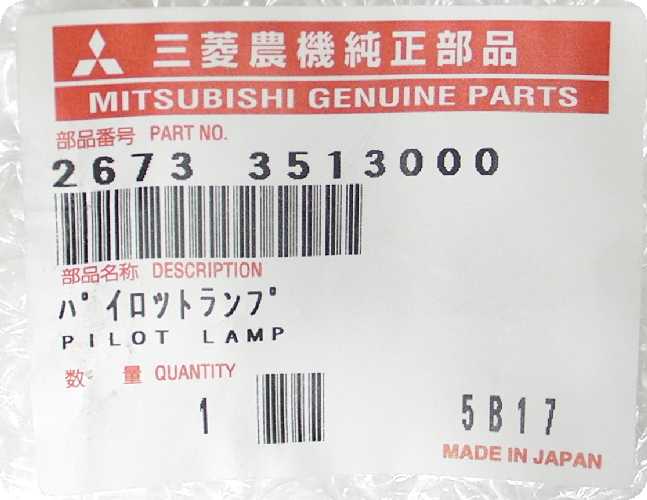 三菱農機純正部品
MITSUBISHI GENUINE PARTS
部品番号 PART NO.
2673 3513000
部品名称 DESCRIPTION
ﾊﾟｲﾛﾂﾄﾗﾝﾌﾟ
PILOT LAMP
数 量 QUANTITY
1 5B17
MADE IN JAPAN